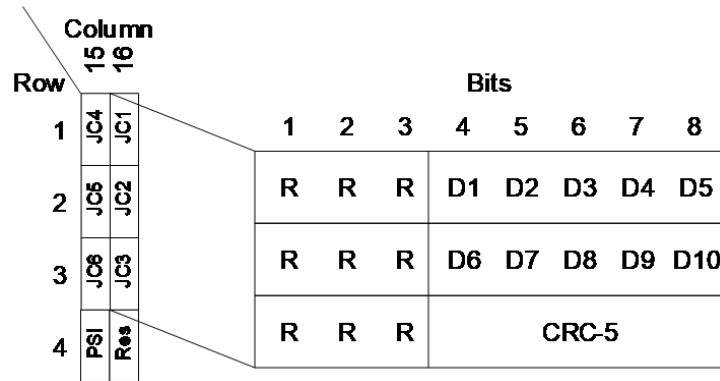 Column
15 16
Row
Bits
1 2 3 4 5 6 7 8
1 JC4 JC1
R R R D1 D2 D3 D4 D5
2 JC5 JC2
R R R D6 D7 D8 D9 D10
3 JC6 JC3
R R R CRC-5
4 PSI Res